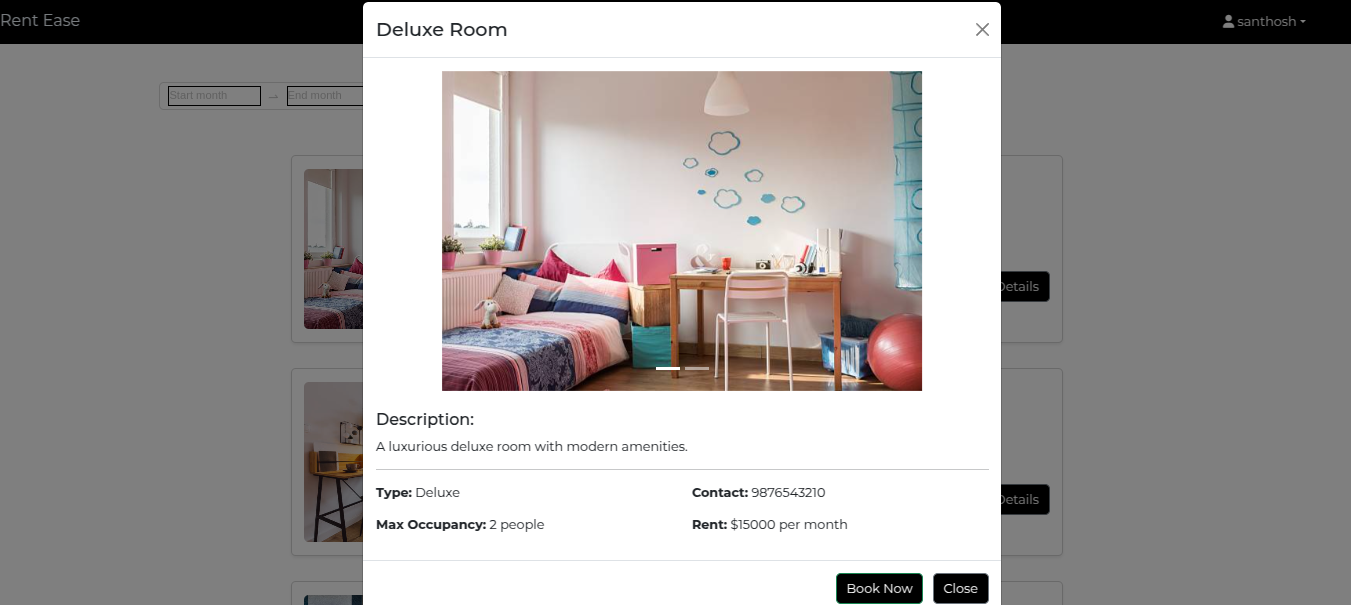 Rent Ease
santhosh
Deluxe Room
Start month → End month
Details
Details
Description:
A luxurious deluxe room with modern amenities.
Type: Deluxe
Contact: 9876543210
Max Occupancy: 2 people
Rent: $15000 per month
Book Now
Close